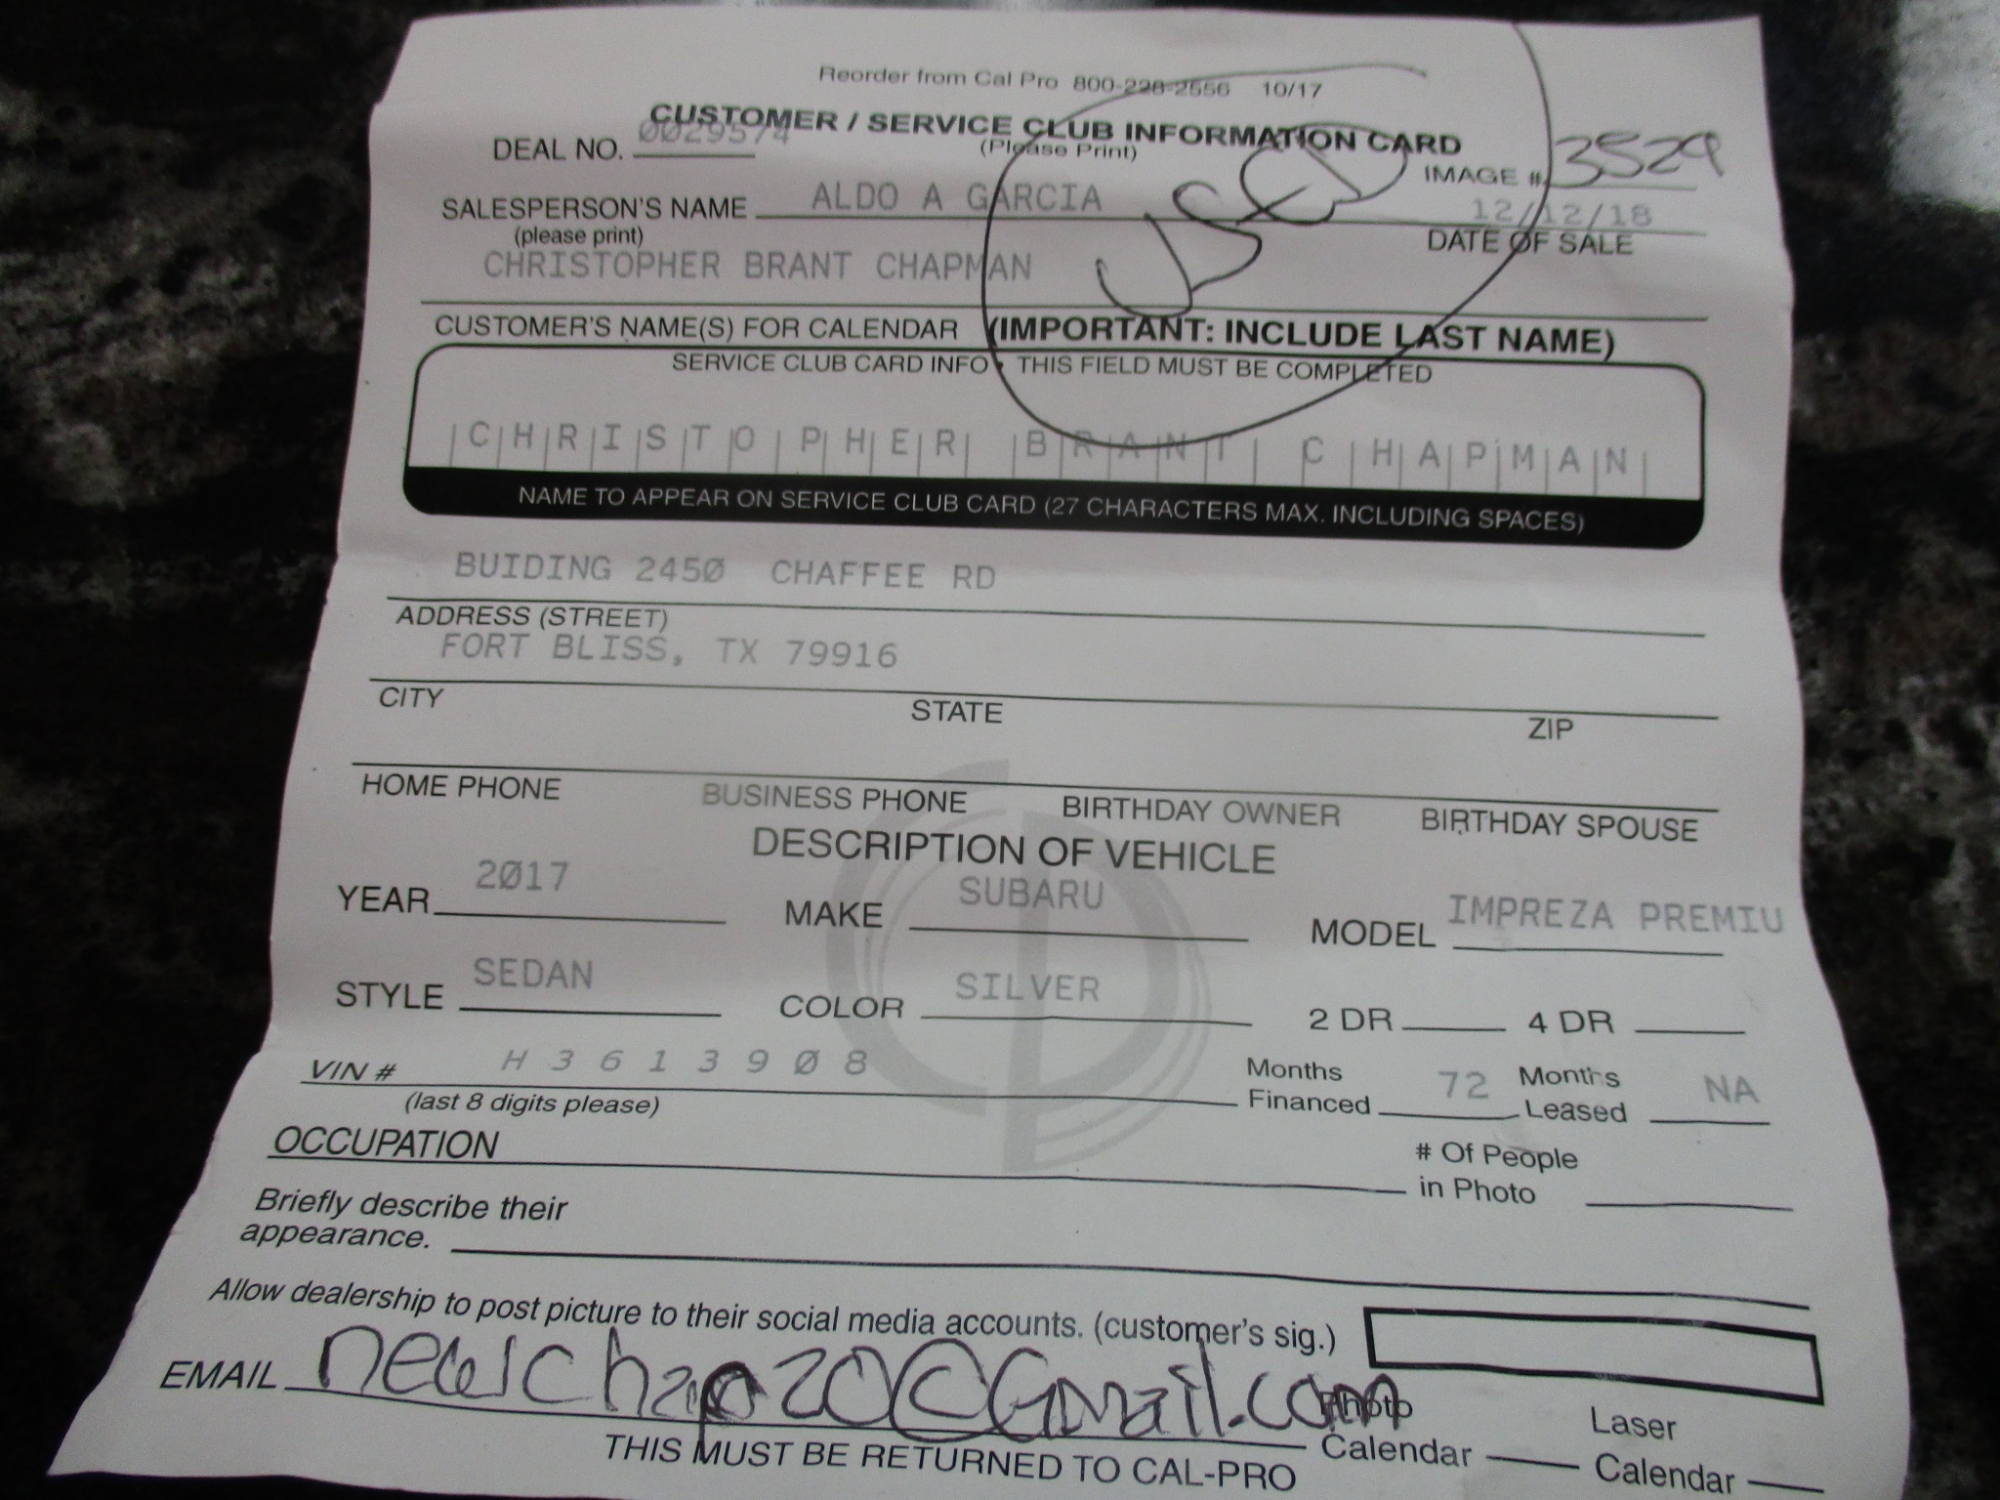 Reorder from Cal Pro 800-228-2556 10/17
CUSTOMER / SERVICE CLUB INFORMATION CARD
(Please Print)
DEAL NO. 0029574
IMAGE # 3529
SALESPERSON'S NAME ALDO A GARCIA 12/12/18
(please print) DATE OF SALE
CHRISTOPHER BRANT CHAPMAN
CUSTOMER'S NAME(S) FOR CALENDAR (IMPORTANT: INCLUDE LAST NAME)
SERVICE CLUB CARD INFO • THIS FIELD MUST BE COMPLETED
CHRISTOPHER BRANT CHAPMAN
NAME TO APPEAR ON SERVICE CLUB CARD (27 CHARACTERS MAX. INCLUDING SPACES)
BUIDING 2450 CHAFFEE RD
ADDRESS (STREET)
FORT BLISS, TX 79916
CITY STATE ZIP
HOME PHONE BUSINESS PHONE BIRTHDAY OWNER BIRTHDAY SPOUSE
DESCRIPTION OF VEHICLE
YEAR 2017 MAKE SUBARU MODEL IMPREZA PREMIU
STYLE SEDAN COLOR SILVER 2 DR 4 DR
VIN # H3613908 Months Financed 72 Months Leased NA
(last 8 digits please)
OCCUPATION # Of People in Photo
Briefly describe their
appearance.
Allow dealership to post picture to their social media accounts. (customer's sig.)
EMAIL newschap20@Gmail.com Photo Calendar Laser Calendar
THIS MUST BE RETURNED TO CAL-PRO